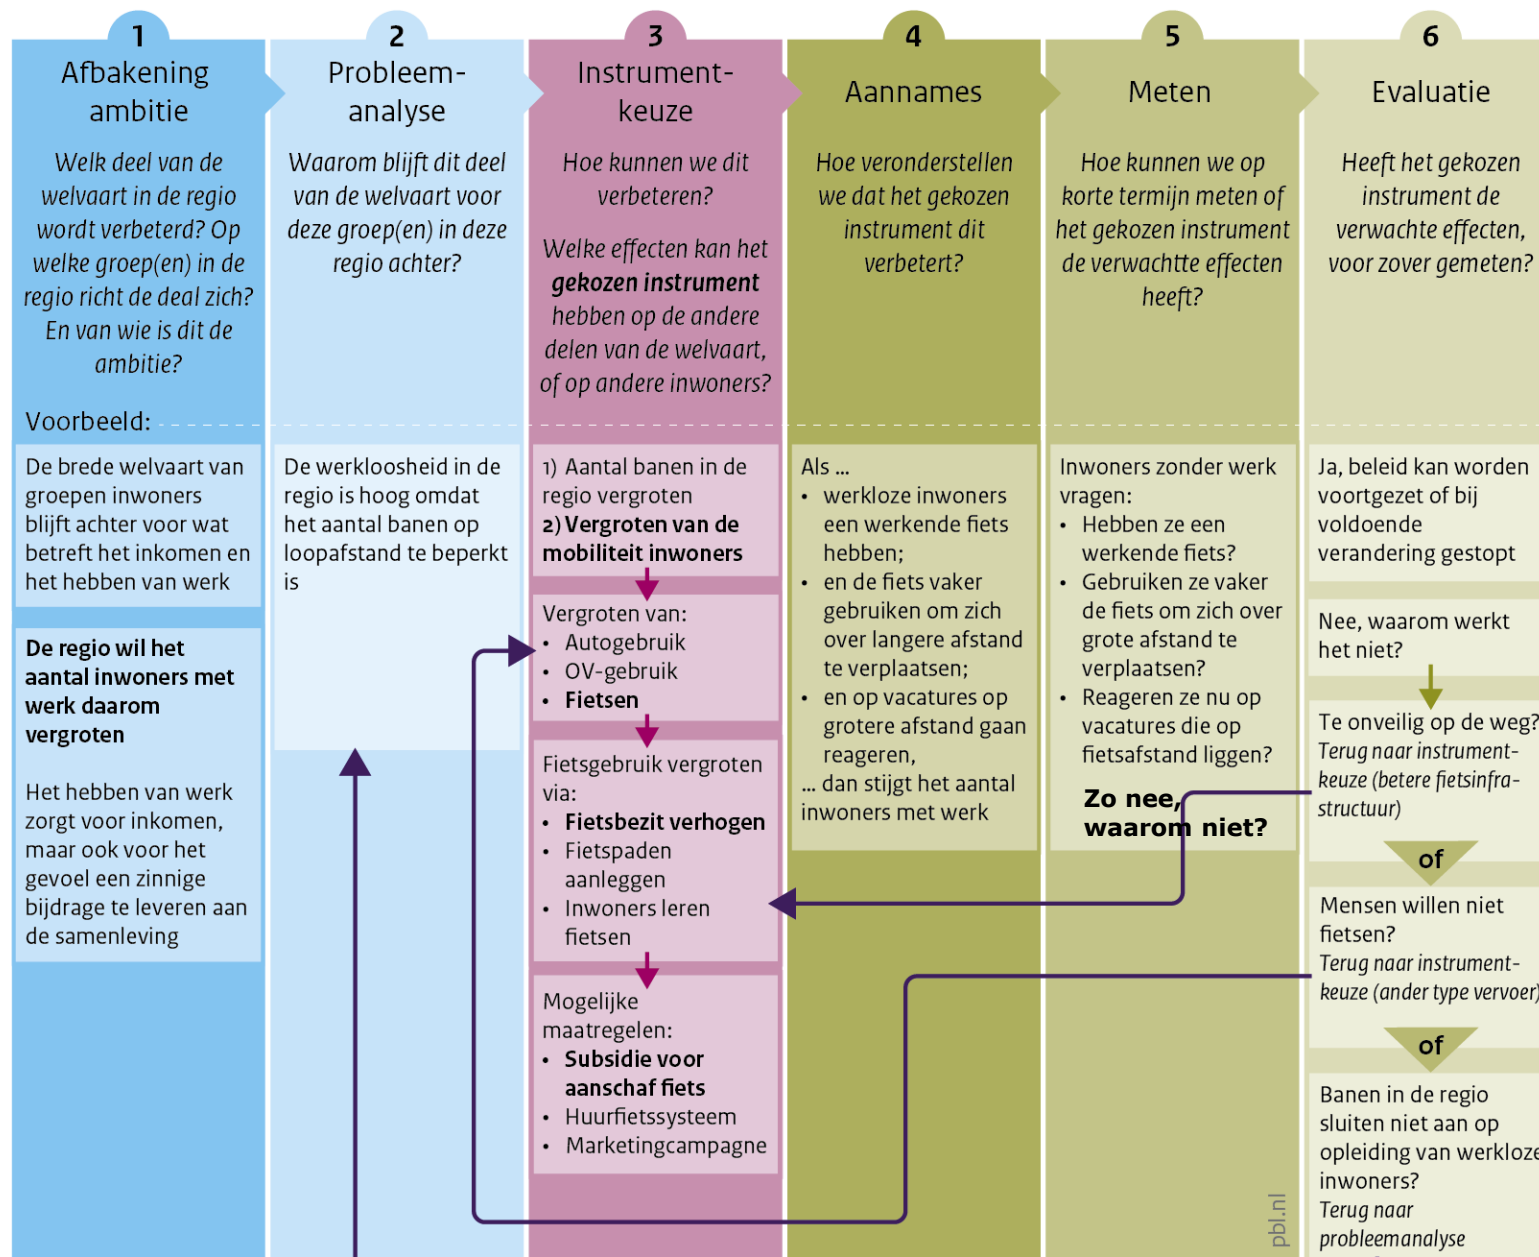 1
Afbakening
ambitie
Welk deel van de
welvaart in de regio
wordt verbeterd? Op
welke groep(en) in de
regio richt de deal zich?
En van wie is dit de
ambitie?
Voorbeeld:
De brede welvaart van
groepen inwoners
blijft achter voor wat
betreft het inkomen en
het hebben van werk
De regio wil het
aantal inwoners met
werk daarom
vergroten
Het hebben van werk
zorgt voor inkomen,
maar ook voor het
gevoel een zinnige
bijdrage te leveren aan
de samenleving
2
Probleem-
analyse
Waarom blijft dit deel
van de welvaart voor
deze groep(en) in deze
regio achter?
De werkloosheid in de
regio is hoog omdat
het aantal banen op
loopafstand te beperkt
is
3
Instrument-
keuze
Hoe kunnen we dit
verbeteren?
Welke effecten kan het
gekozen instrument
hebben op de andere
delen van de welvaart,
of op andere inwoners?
1) Aantal banen in de
regio vergroten
2) Vergroten van de
mobiliteit inwoners
Vergroten van:
• Autogebruik
• OV-gebruik
• Fietsen
Fietsgebruik vergroten
via:
• Fietsbezit verhogen
• Fietspaden
aanleggen
• Inwoners leren
fietsen
Mogelijke
maatregelen:
• Subsidie voor
aanschaf fiets
• Huurfietssysteem
• Marketingcampagne
4
Aannames
Hoe veronderstellen
we dat het gekozen
instrument dit
verbetert?
Als ...
• werkloze inwoners
een werkende fiets
hebben;
• en de fiets vaker
gebruiken om zich
over langere afstand
te verplaatsen;
• en op vacatures op
grotere afstand gaan
reageren,
... dan stijgt het aantal
inwoners met werk
5
Meten
Hoe kunnen we op
korte termijn meten of
het gekozen instrument
de verwachtte effecten
heeft?
Inwoners zonder werk
vragen:
• Hebben ze een
werkende fiets?
• Gebruiken ze vaker
de fiets om zich over
grote afstand te
verplaatsen?
• Reageren ze nu op
vacatures die op
fietsafstand liggen?
Zo nee,
waarom niet?
pbl.nl
6
Evaluatie
Heeft het gekozen
instrument de
verwachte effecten,
voor zover gemeten?
Ja, beleid kan worden
voortgezet of bij
voldoende
verandering gestopt
Nee, waarom werkt
het niet?
Te onveilig op de weg?
Terug naar instrument-
keuze (betere fietsinfra-
structuur)
of
Mensen willen niet
fietsen?
Terug naar instrument-
keuze (ander type vervoer)
of
Banen in de regio
sluiten niet aan op
opleiding van werkloze
inwoners?
Terug naar
probleemanalyse